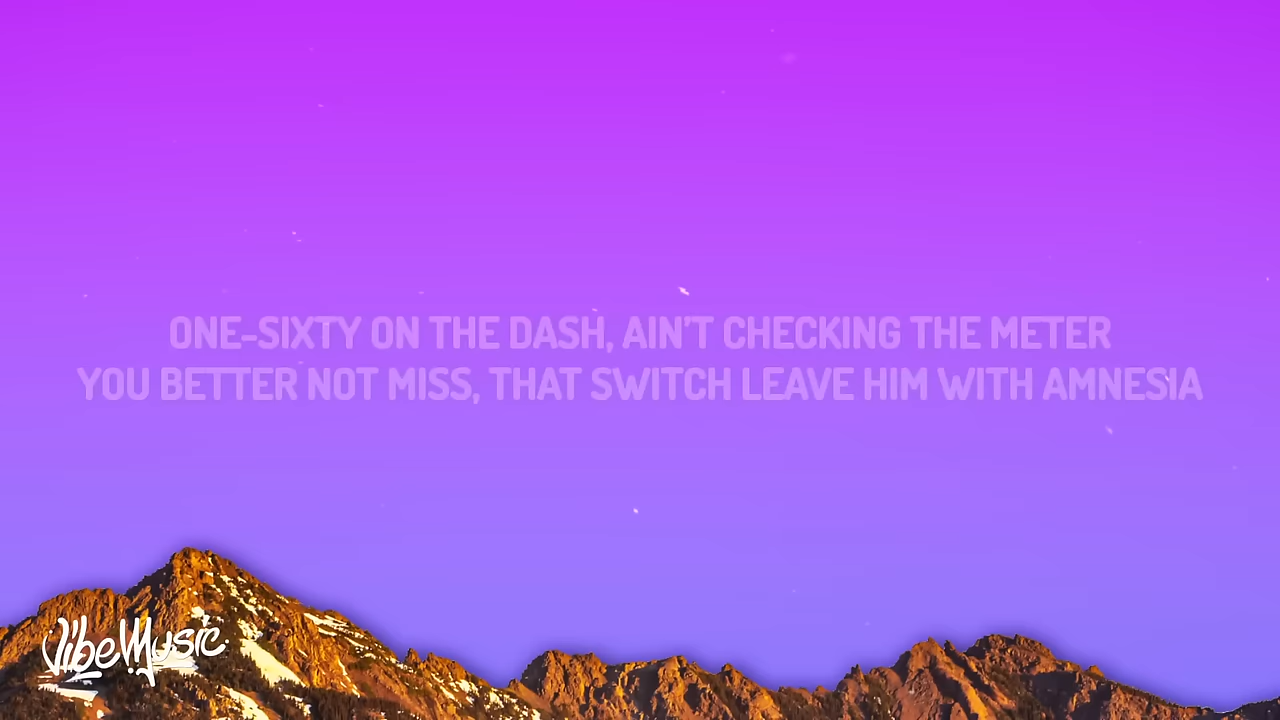 ONE-SIXTY ON THE DASH, AIN'T CHECKING THE METER
YOU BETTER NOT MISS, THAT SWITCH LEAVE HIM WITH AMNESIA
VibeMusic